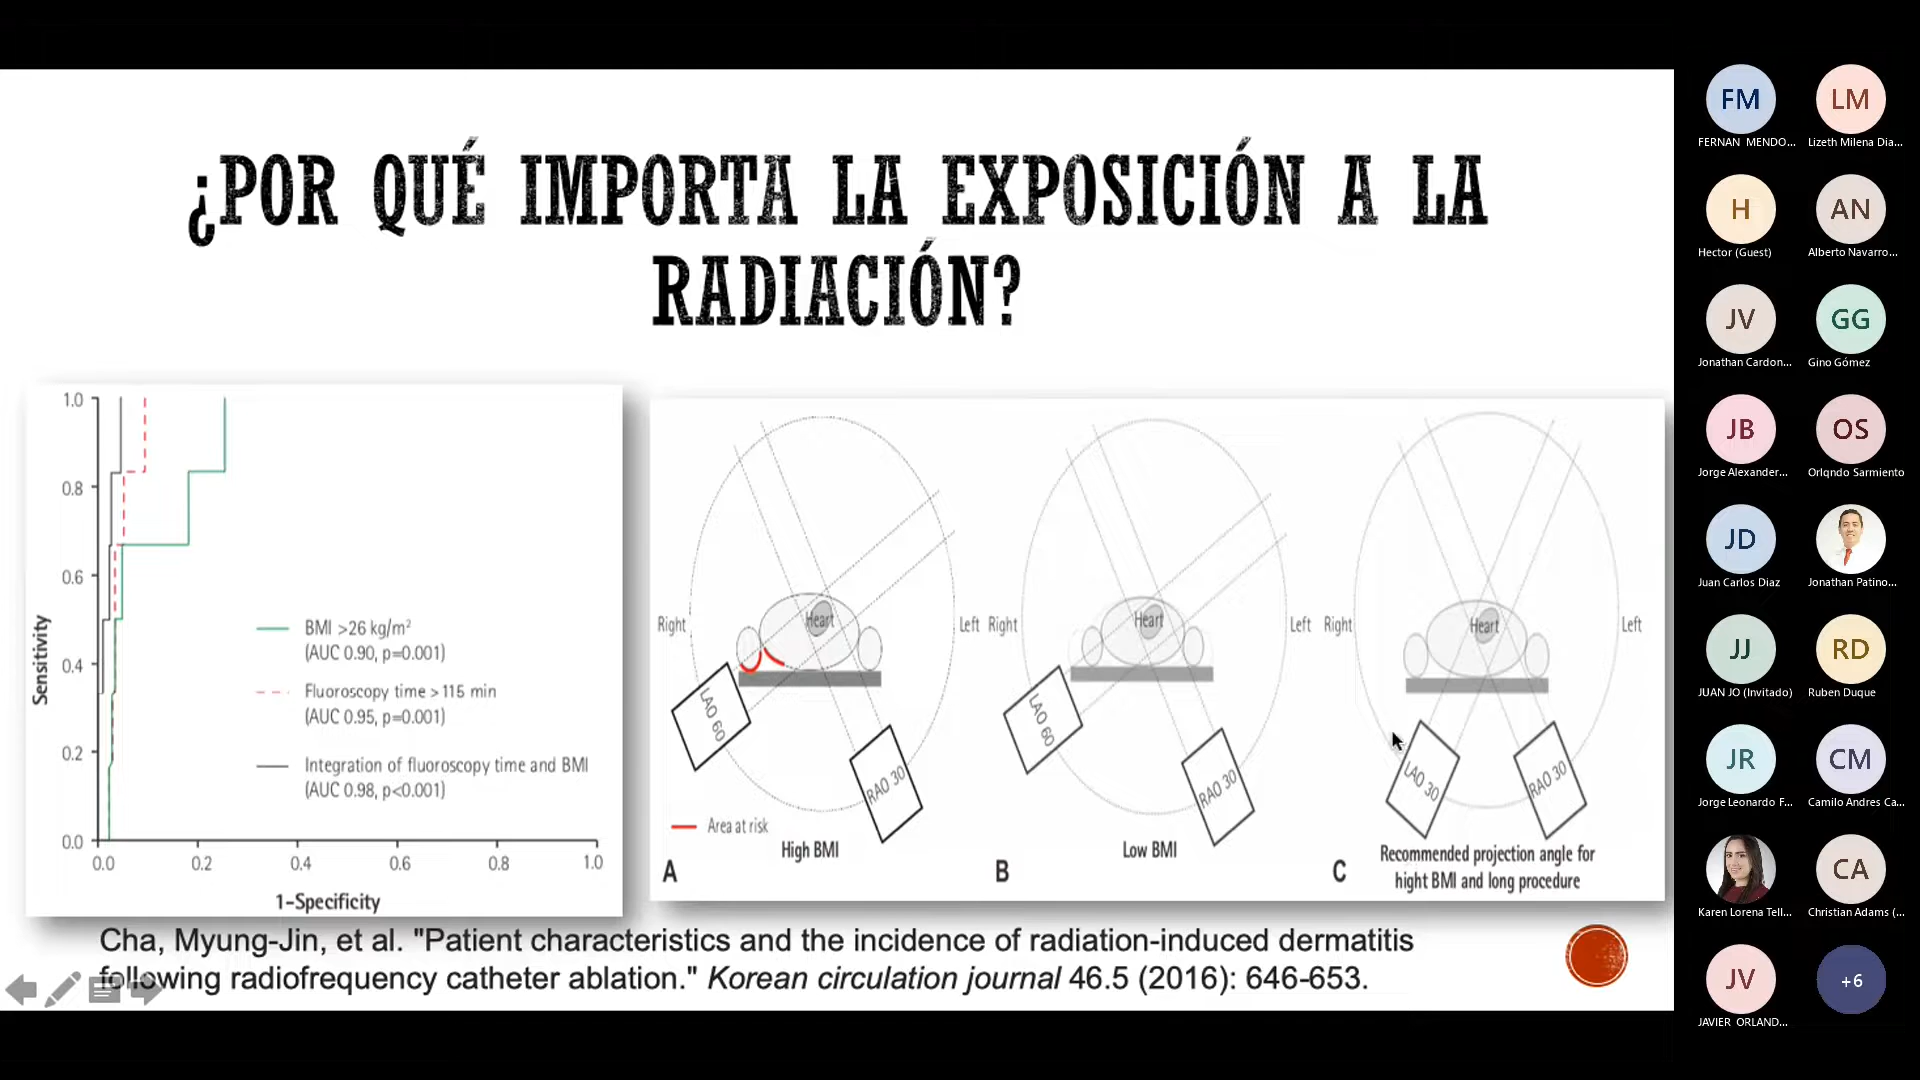 ¿POR QUÉ IMPORTA LA EXPOSICIÓN A LA
RADIACIÓN?
1.0
0.8
0.6
0.4
0.2
0.0
Sensitivity
0.0
0.2
0.4
0.6
0.8
1.0
1-Specificity
BMI >26 kg/m²
(AUC 0.90, p=0.001)
Fluoroscopy time >115 min
(AUC 0.95, p=0.001)
Integration of fluoroscopy time and BMI
(AUC 0.98, p<0.001)
Right
Heart
Left
LAO 60
RAO 30
Area at risk
High BMI
A
Right
Heart
Left
LAO 60
RAO 30
Low BMI
B
Right
Heart
Left
LAO 30
RAO 30
Recommended projection angle for
hight BMI and long procedure
C
Cha, Myung-Jin, et al. "Patient characteristics and the incidence of radiation-induced dermatitis
following radiofrequency catheter ablation." Korean circulation journal 46.5 (2016): 646-653.
FM
FERNAN MENDO...
LM
Lizeth Milena Dia...
H
Hector (Guest)
AN
Alberto Navarro...
JV
Jonathan Cardon...
GG
Gino Gómez
JB
Jorge Alexander...
OS
Orlqndo Sarmiento
JD
Juan Carlos Diaz
Jonathan Patino...
JJ
JUAN JO (Invitado)
RD
Ruben Duque
JR
Jorge Leonardo F...
CM
Camilo Andres Ca...
Karen Lorena Tell...
CA
Christian Adams (...
JV
JAVIER ORLAND...
+6